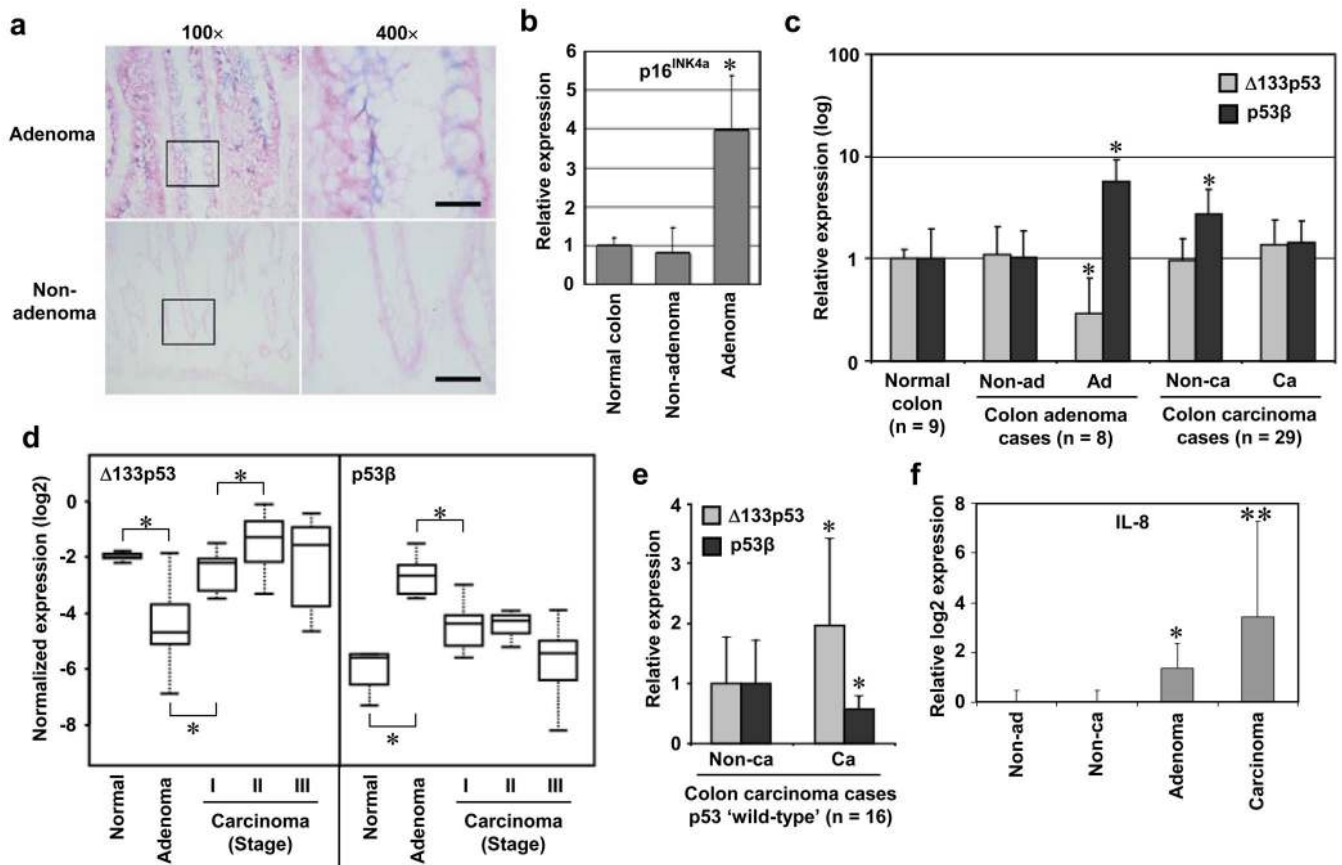 a
100×
400×
Adenoma
Non-
adenoma
b
Relative expression
6
5
4
3
2
1
0
p16INK4a
*
Normal colon
Non-adenoma
Adenoma
c
Relative expression (log)
100
10
1
0
Δ133p53
p53β
*
*
*
Normal
colon
(n = 9)
Non-ad
Ad
Colon adenoma
cases (n = 8)
Non-ca
Ca
Colon carcinoma
cases (n = 29)
d
Normalized expression (log2)
0
-2
-4
-6
-8
Δ133p53
*
*
*
p53β
*
*
Normal
Adenoma
I
II
III
Carcinoma
(Stage)
Normal
Adenoma
I
II
III
Carcinoma
(Stage)
e
Relative expression
4
3
2
1
0
Δ133p53
p53β
*
*
Non-ca
Ca
Colon carcinoma cases
p53 ‘wild-type’ (n = 16)
f
Relative log2 expression
8
6
4
2
0
IL-8
*
**
Non-ad
Non-ca
Adenoma
Carcinoma